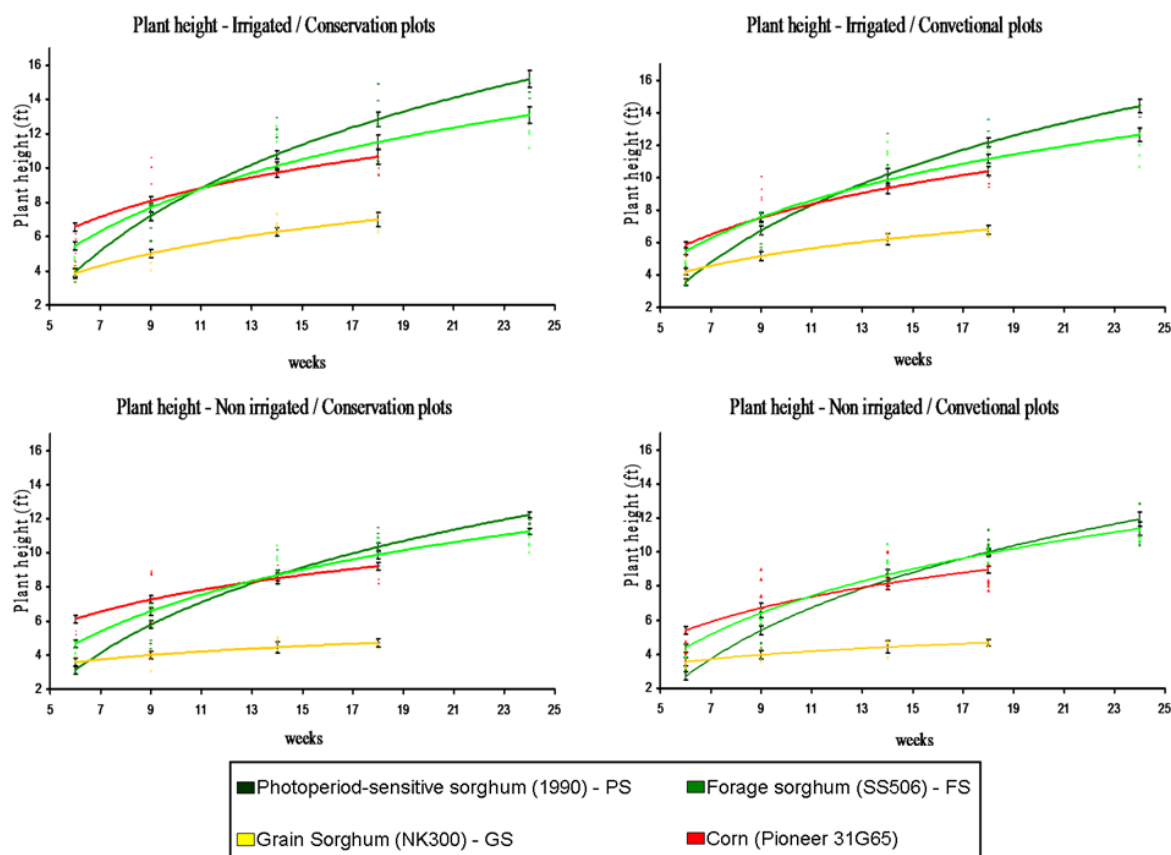 Plant height - Irrigated / Conservation plots
Plant height (ft)
16
14
12
10
8
6
4
2
5 7 9 11 13 15 17 19 21 23 25
weeks
Plant height - Irrigated / Convetional plots
Plant height (ft)
16
14
12
10
8
6
4
2
5 7 9 11 13 15 17 19 21 23 25
weeks
Plant height - Non irrigated / Conservation plots
Plant height (ft)
16
14
12
10
8
6
4
2
5 7 9 11 13 15 17 19 21 23 25
weeks
Plant height - Non irrigated / Convetional plots
Plant height (ft)
16
14
12
10
8
6
4
2
5 7 9 11 13 15 17 19 21 23 25
weeks
Photoperiod-sensitive sorghum (1990) - PS
Forage sorghum (SS506) - FS
Grain Sorghum (NK300) - GS
Corn (Pioneer 31G65)